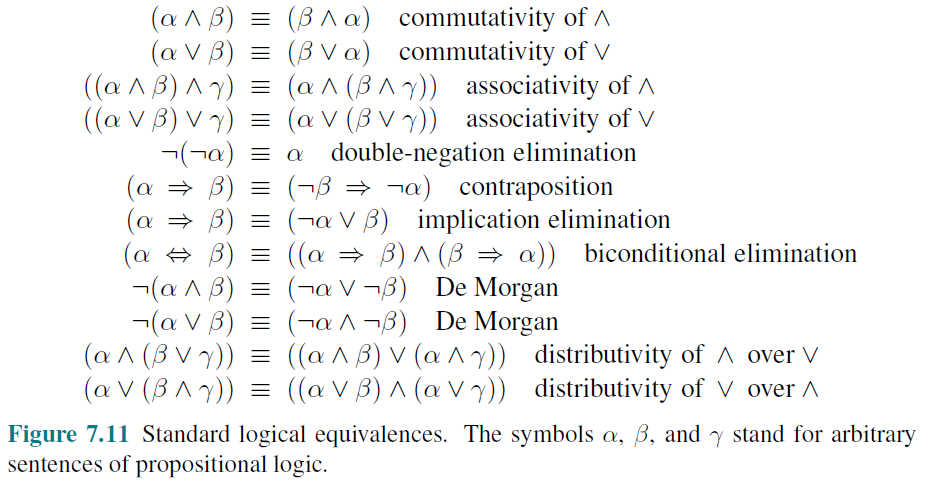 (α ∧ β) ≡ (β ∧ α) commutativity of ∧
(α ∨ β) ≡ (β ∨ α) commutativity of ∨
((α ∧ β) ∧ γ) ≡ (α ∧ (β ∧ γ)) associativity of ∧
((α ∨ β) ∨ γ) ≡ (α ∨ (β ∨ γ)) associativity of ∨
¬(¬α) ≡ α double-negation elimination
(α ⇒ β) ≡ (¬β ⇒ ¬α) contraposition
(α ⇒ β) ≡ (¬α ∨ β) implication elimination
(α ⇔ β) ≡ ((α ⇒ β) ∧ (β ⇒ α)) biconditional elimination
¬(α ∧ β) ≡ (¬α ∨ ¬β) De Morgan
¬(α ∨ β) ≡ (¬α ∧ ¬β) De Morgan
(α ∧ (β ∨ γ)) ≡ ((α ∧ β) ∨ (α ∧ γ)) distributivity of ∧ over ∨
(α ∨ (β ∧ γ)) ≡ ((α ∨ β) ∧ (α ∨ γ)) distributivity of ∨ over ∧
Figure 7.11 Standard logical equivalences. The symbols α, β, and γ stand for arbitrary
sentences of propositional logic.